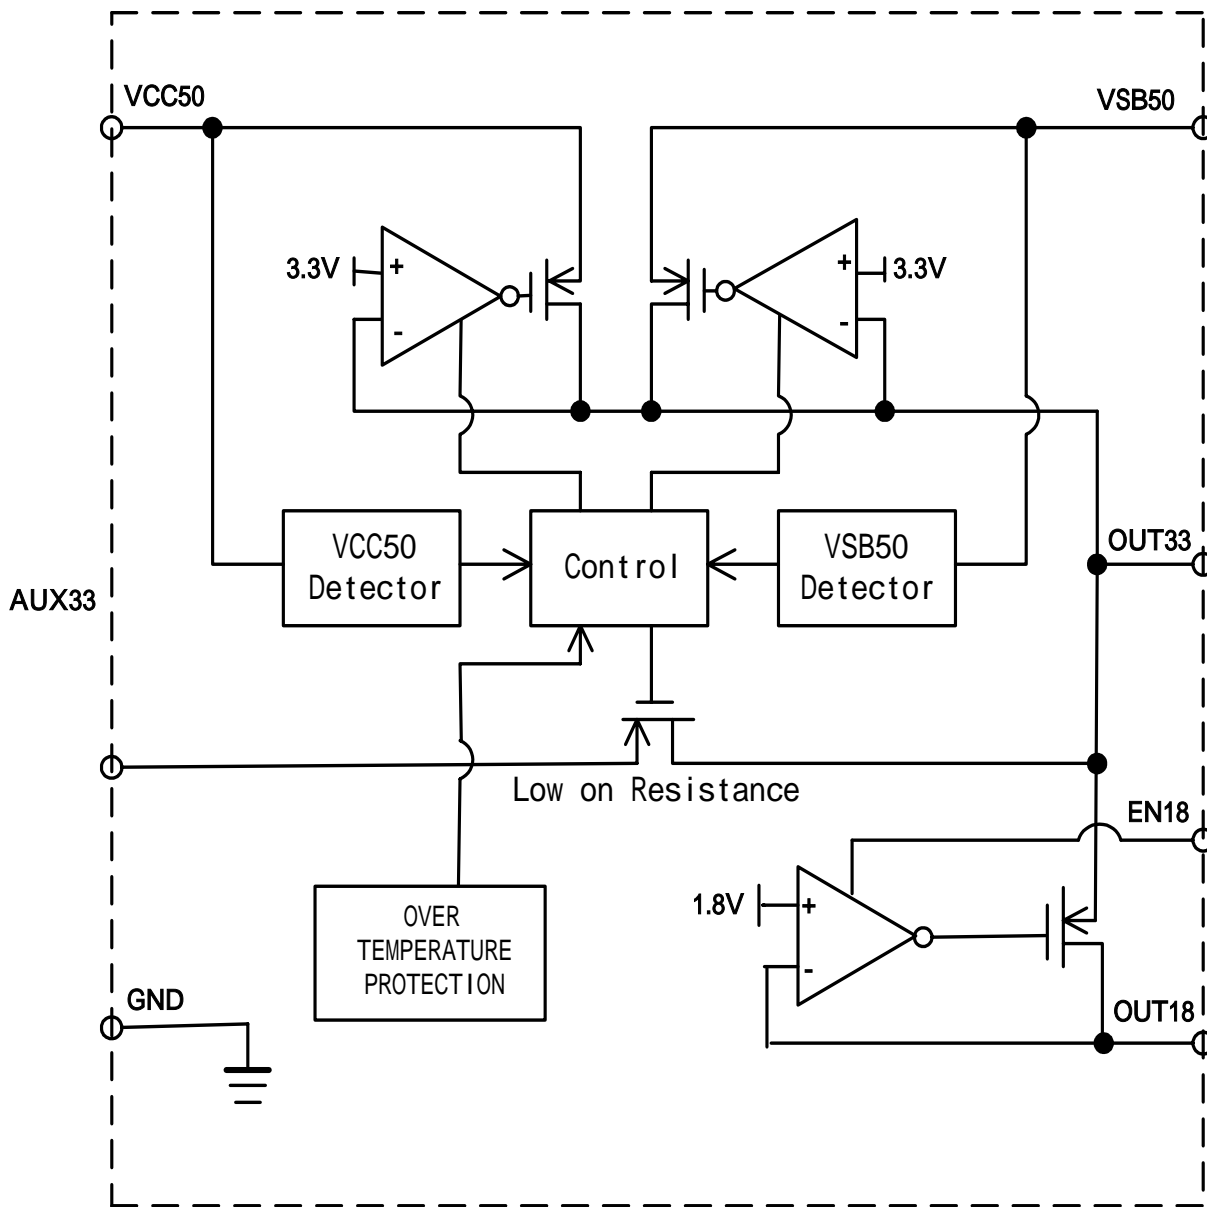 VCC50
VSB50
3.3V
+
-
+
3.3V
-
VCC50
Detector
Control
VSB50
Detector
OUT33
AUX33
Low on Resistance
EN18
1.8V
+
-
OVER
TEMPERATURE
PROTECTION
GND
OUT18